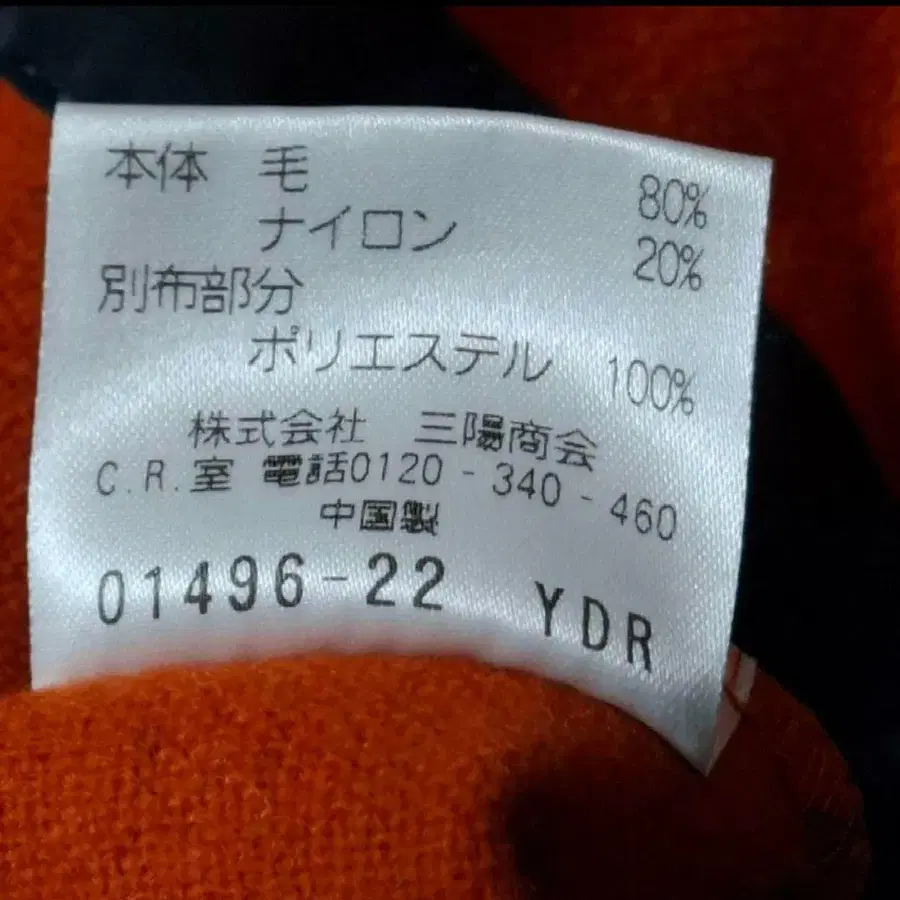 本体 毛 80%
ナイロン 20%
別布部分
ポリエステル 100%
株式会社 三陽商会
C.R.室 電話0120-340-460
中国製
01496-22 YDR